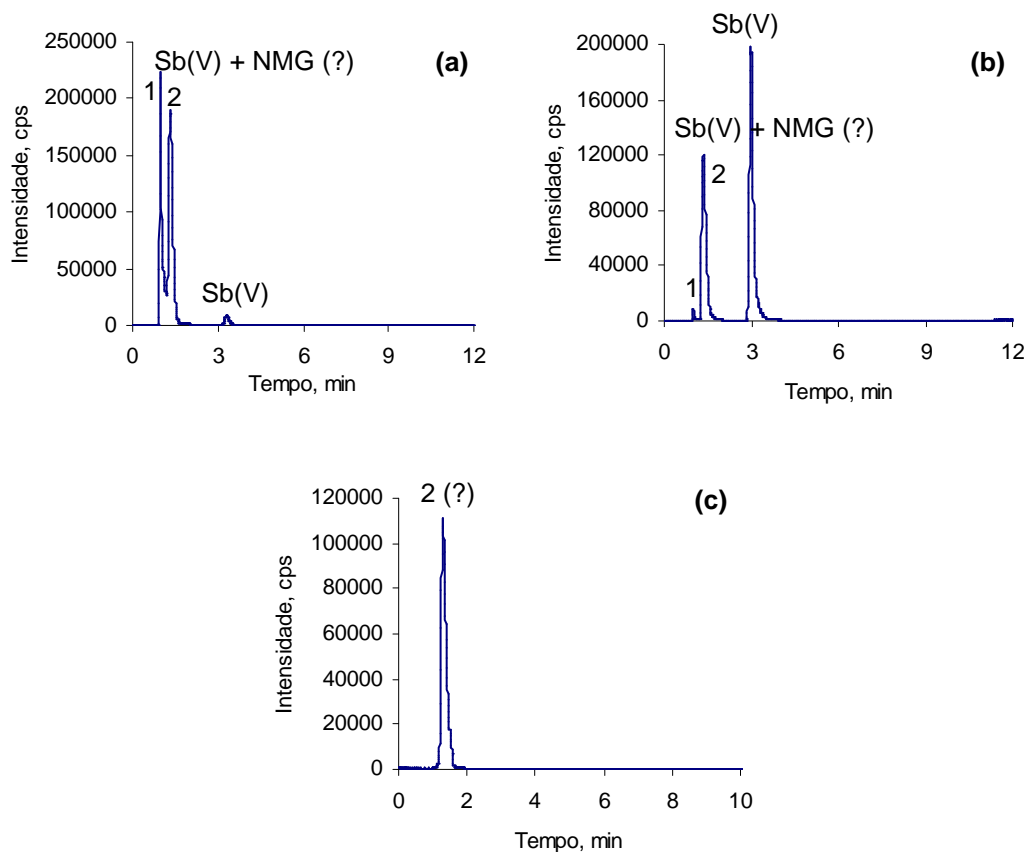 (a)
Sb(V) + NMG (?)
1
2
Sb(V)
250000
200000
150000
100000
50000
0
Intensidade, cps
0 3 6 9 12
Tempo, min
(b)
Sb(V)
Sb(V) + NMG (?)
2
1
200000
160000
120000
80000
40000
0
Intensidade, cps
0 3 6 9 12
Tempo, min
(c)
2 (?)
120000
100000
80000
60000
40000
20000
0
Intensidade, cps
0 2 4 6 8 10
Tempo, min